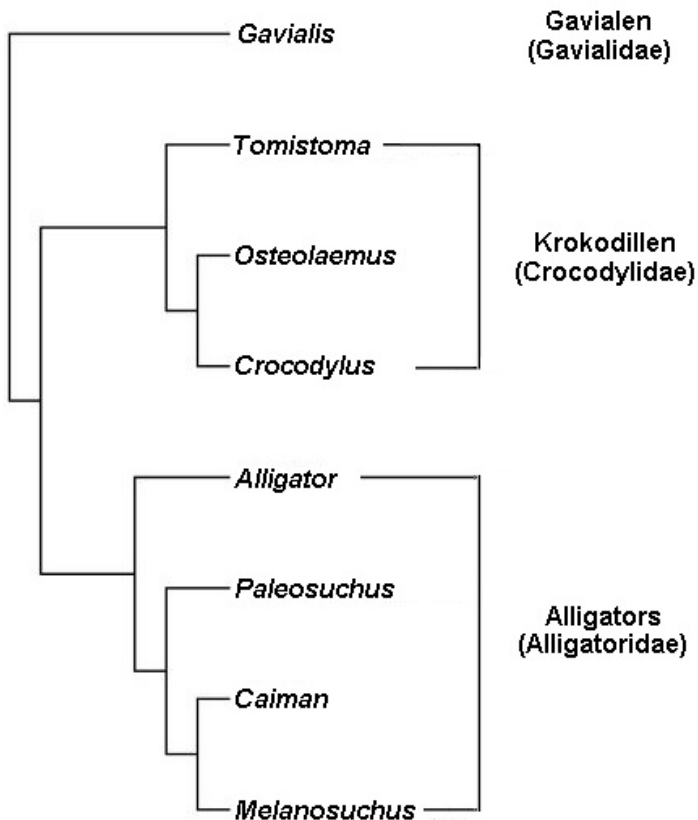 Gavialis
Gavialen
(Gavialidae)
Tomistoma
Osteolaemus
Krokodillen
(Crocodylidae)
Crocodylus
Alligator
Paleosuchus
Alligators
(Alligatoridae)
Caiman
Melanosuchus